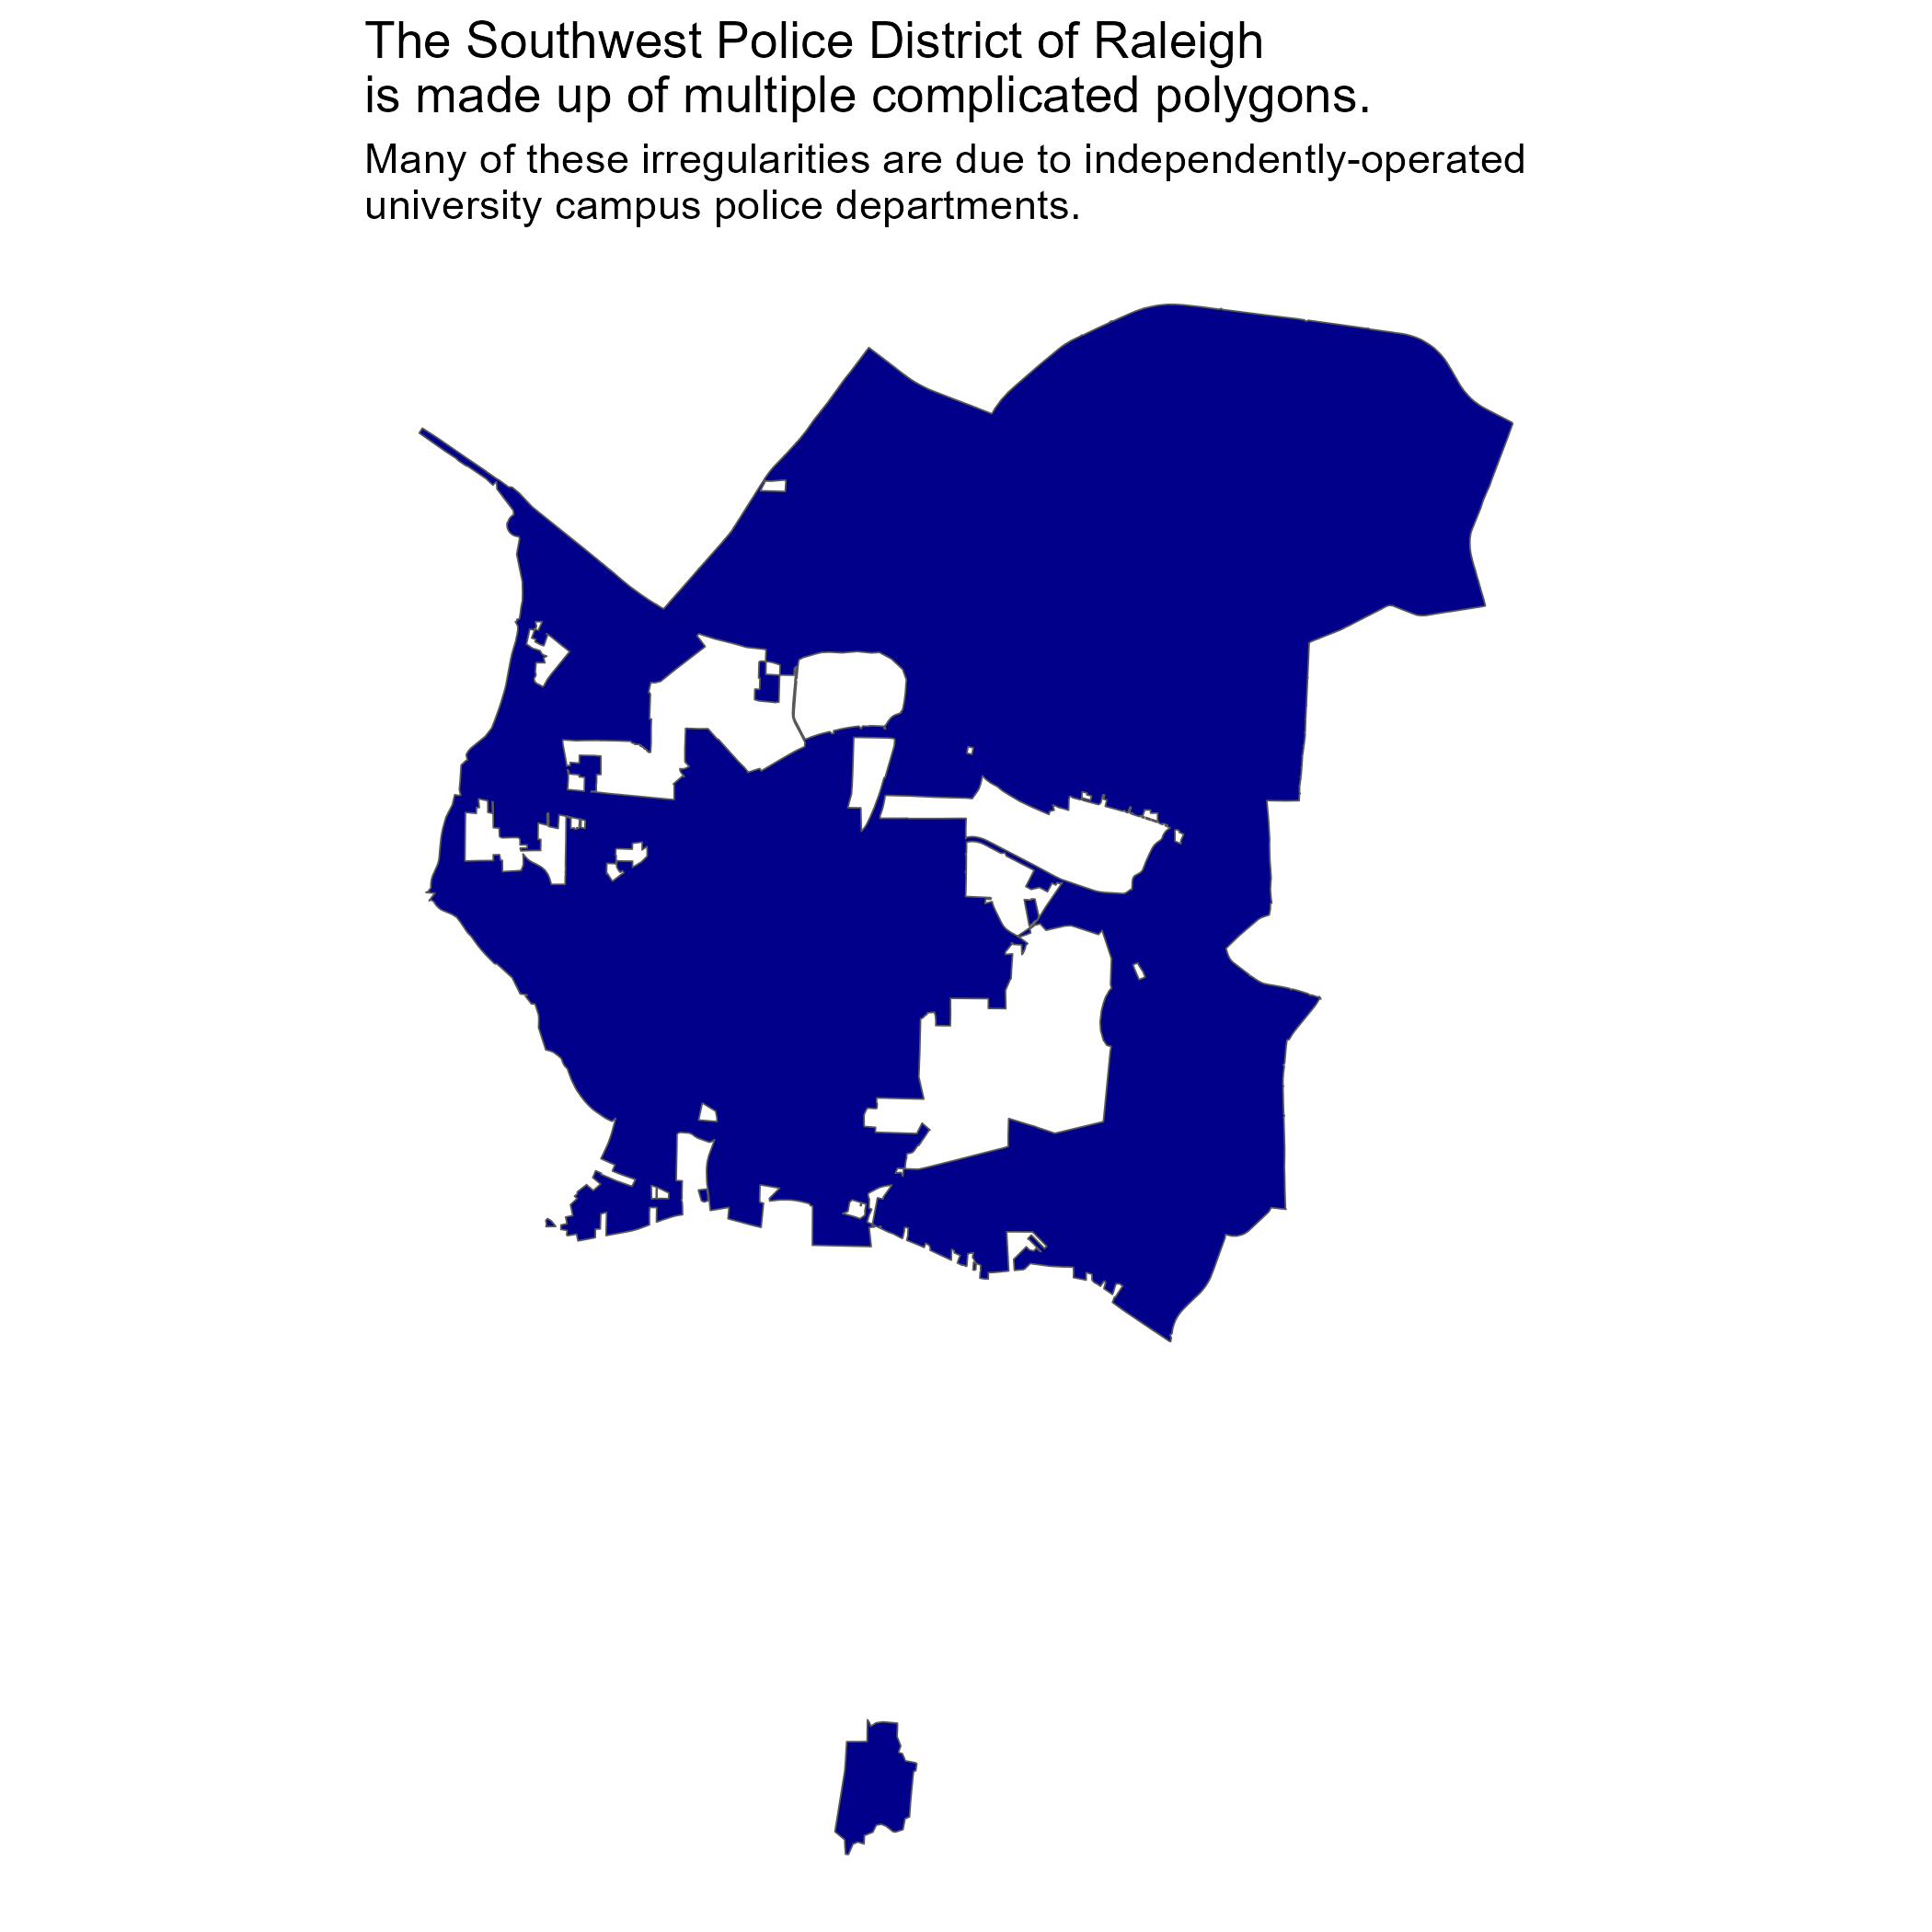 The Southwest Police District of Raleigh
is made up of multiple complicated polygons.
Many of these irregularities are due to independently-operated
university campus police departments.